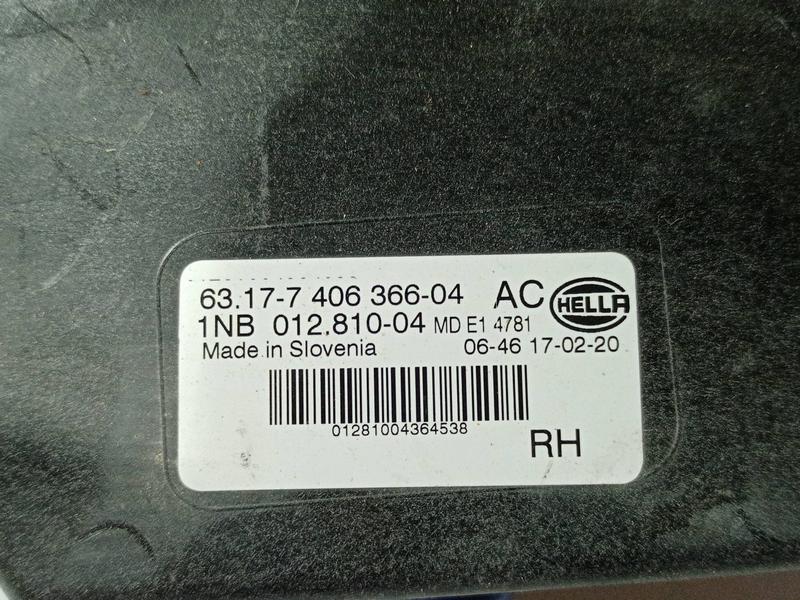 63.17-7 406 366-04 AC HELLA
1NB 012.810-04 MD E1 4781
Made in Slovenia 06-46 17-02-20
01281004364538
RH